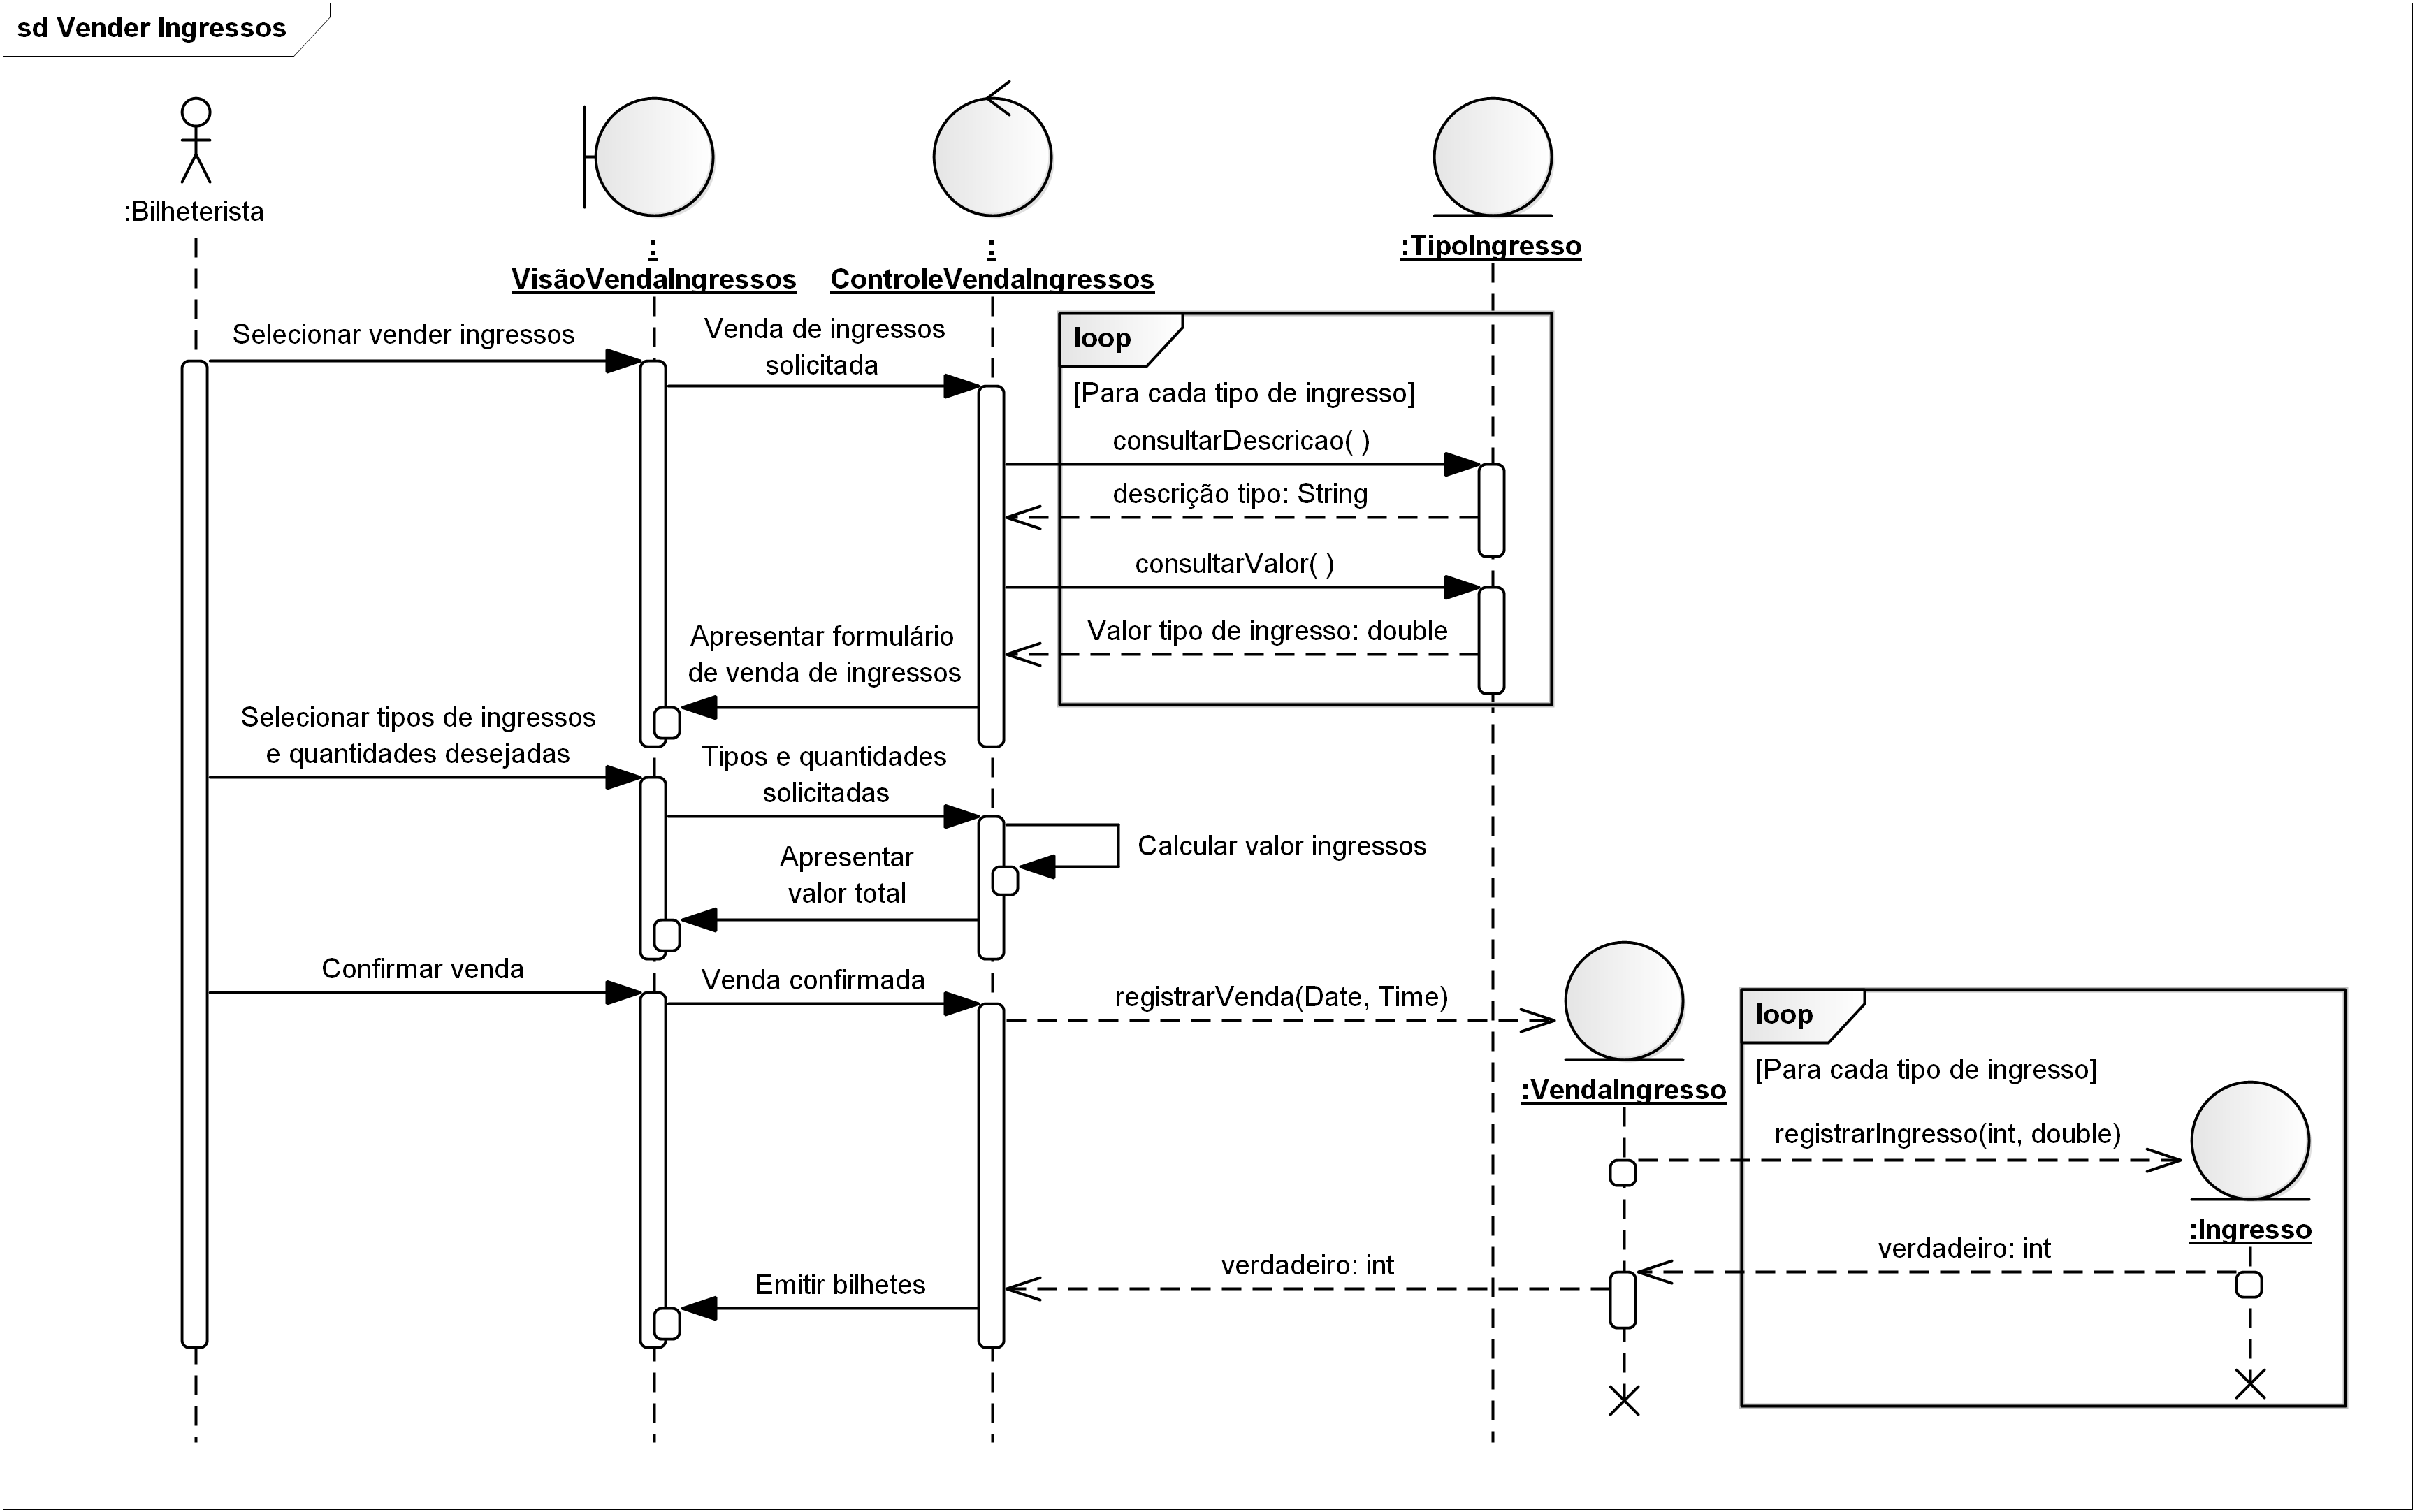 sd Vender Ingressos
:Bilheterista
:
VisãoVendaIngressos
:
ControleVendaIngressos
:TipoIngresso
Selecionar vender ingressos
Venda de ingressos
solicitada
loop
[Para cada tipo de ingresso]
consultarDescricao( )
descrição tipo: String
consultarValor( )
Valor tipo de ingresso: double
Apresentar formulário
de venda de ingressos
Selecionar tipos de ingressos
e quantidades desejadas
Tipos e quantidades
solicitadas
Calcular valor ingressos
Apresentar
valor total
Confirmar venda
Venda confirmada
registrarVenda(Date, Time)
:VendaIngresso
loop
[Para cada tipo de ingresso]
registrarIngresso(int, double)
:Ingresso
verdadeiro: int
verdadeiro: int
Emitir bilhetes